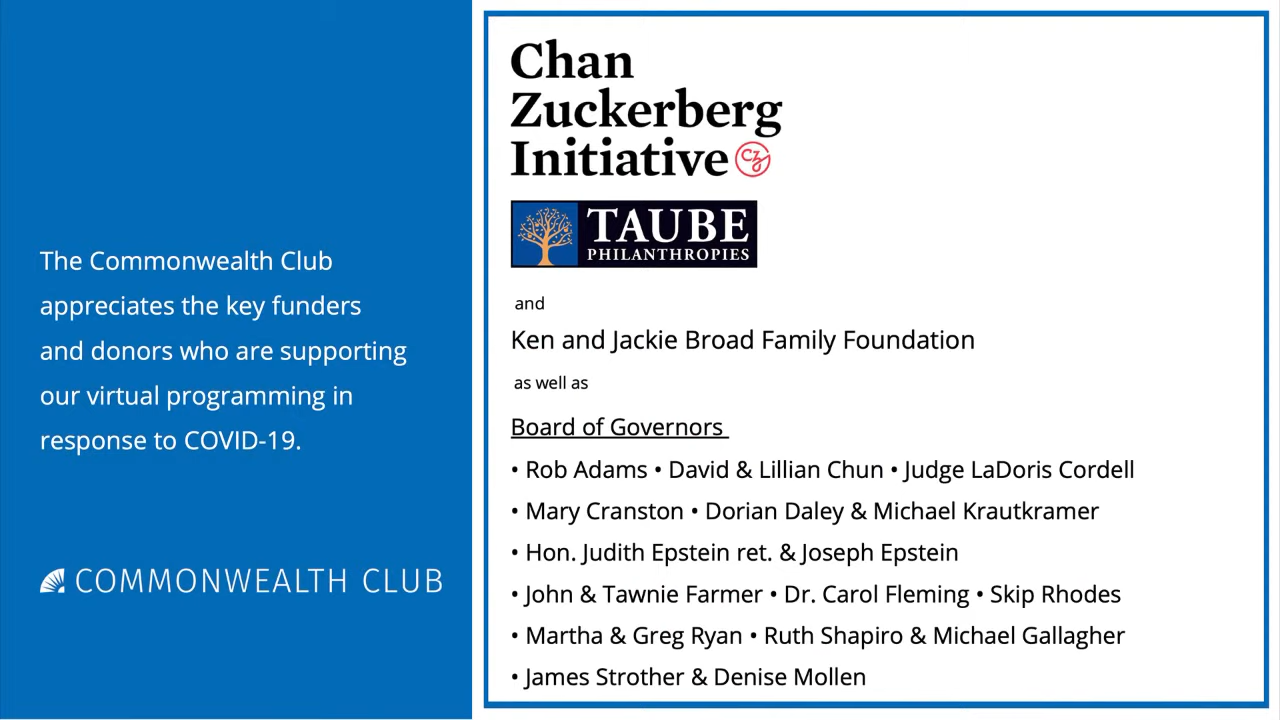 The Commonwealth Club
appreciates the key funders
and donors who are supporting
our virtual programming in
response to COVID-19.
COMMONWEALTH CLUB
Chan
Zuckerberg
Initiative CZI
TAUBE
PHILANTHROPIES
and
Ken and Jackie Broad Family Foundation
as well as
Board of Governors
• Rob Adams • David & Lillian Chun • Judge LaDoris Cordell
• Mary Cranston • Dorian Daley & Michael Krautkramer
• Hon. Judith Epstein ret. & Joseph Epstein
• John & Tawnie Farmer • Dr. Carol Fleming • Skip Rhodes
• Martha & Greg Ryan • Ruth Shapiro & Michael Gallagher
• James Strother & Denise Mollen